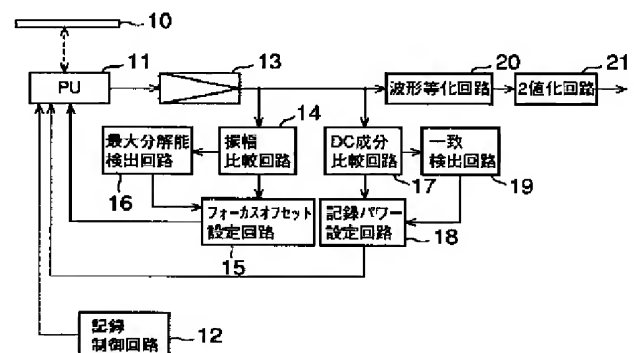 10
11
13
20
21
PU
波形等化回路
2値化回路
14
最大分解能
検出回路
振幅
比較回路
DC成分
比較回路
一致
検出回路
16
17
19
フォーカスオフセット
設定回路
記録パワー
設定回路
18
15
記録
制御回路
12